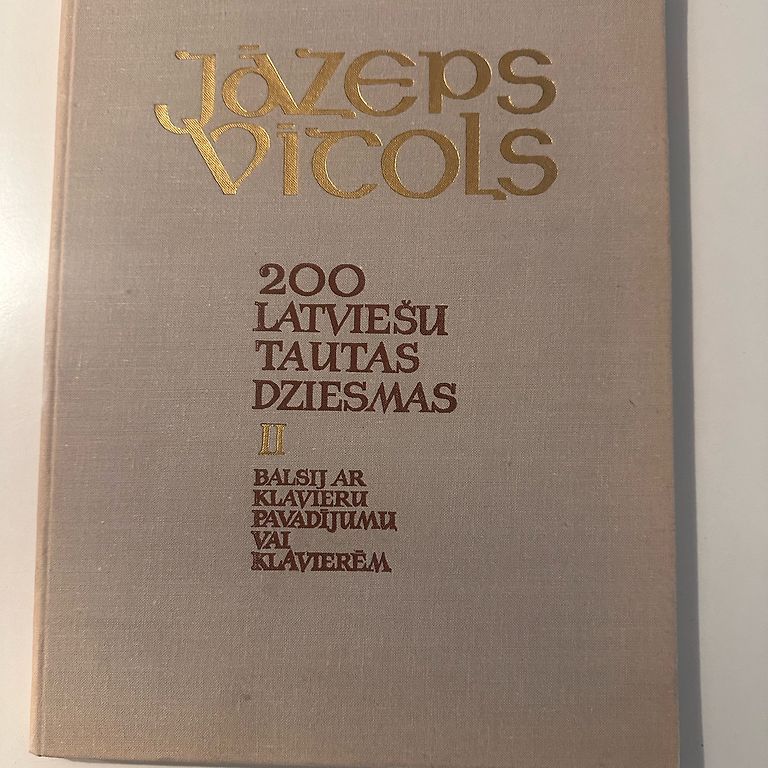 Jāzeps
Vītols
200
LATVIEŠU
TAUTAS
DZIESMAS
II
BALSIJ AR
KLAVIERU
PAVADĪJUMU
VAI
KLAVIERĒM